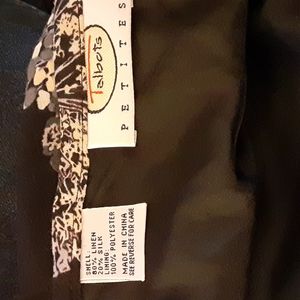 Talbots
PETITES
SHELL:
80% LINEN
20% SILK
LINING:
100% POLYESTER
MADE IN CHINA
SEE REVERSE FOR CARE